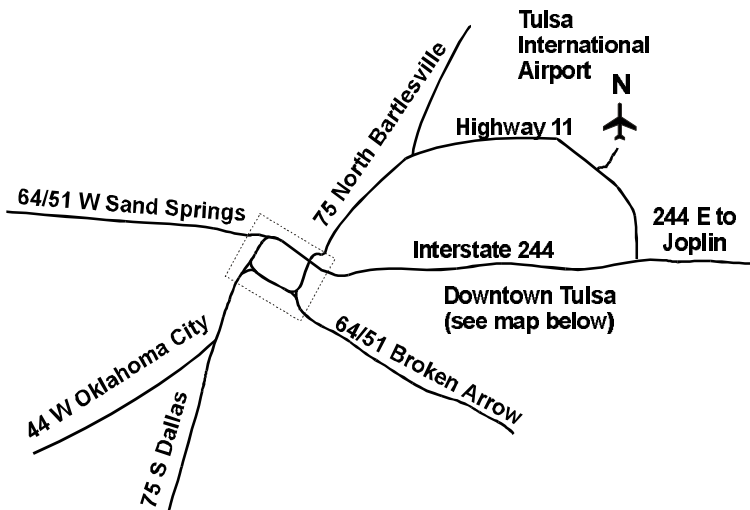 Tulsa
International
Airport
N
Highway 11
75 North Bartlesville
64/51 W Sand Springs
244 E to
Joplin
Interstate 244
Downtown Tulsa
(see map below)
64/51 Broken Arrow
44 W Oklahoma City
75 S Dallas